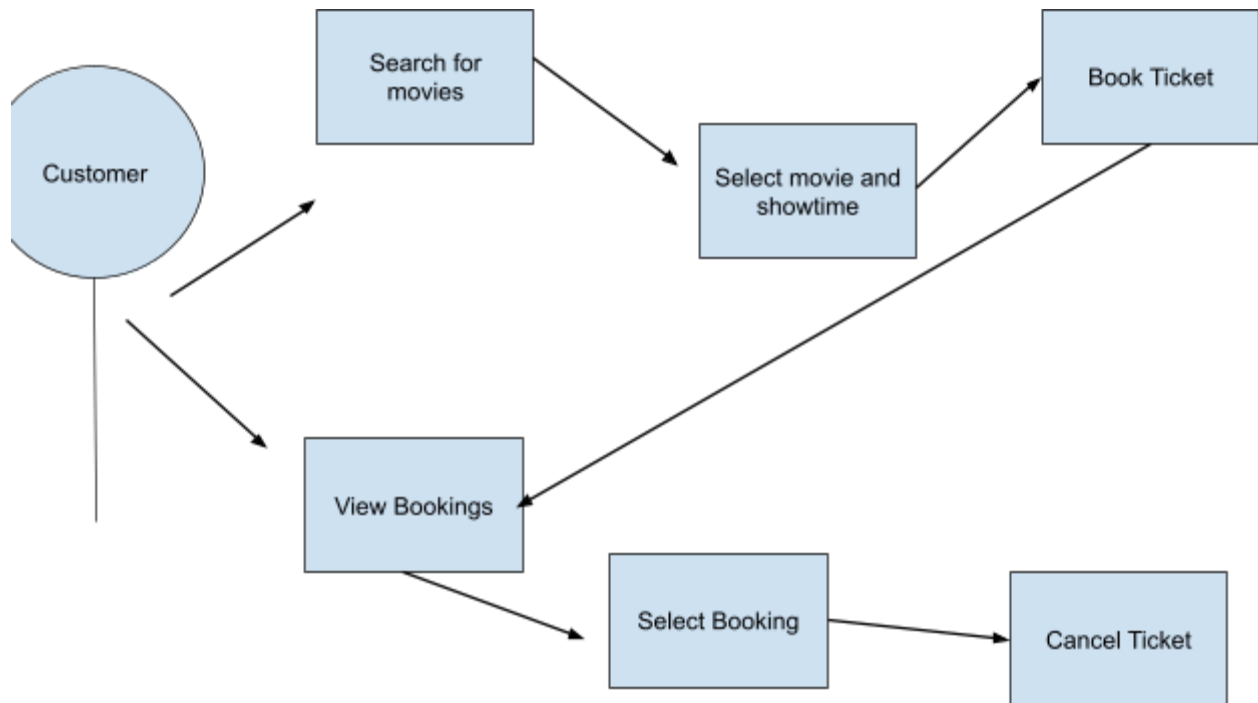 Customer
Search for
movies
Select movie and
showtime
Book Ticket
View Bookings
Select Booking
Cancel Ticket